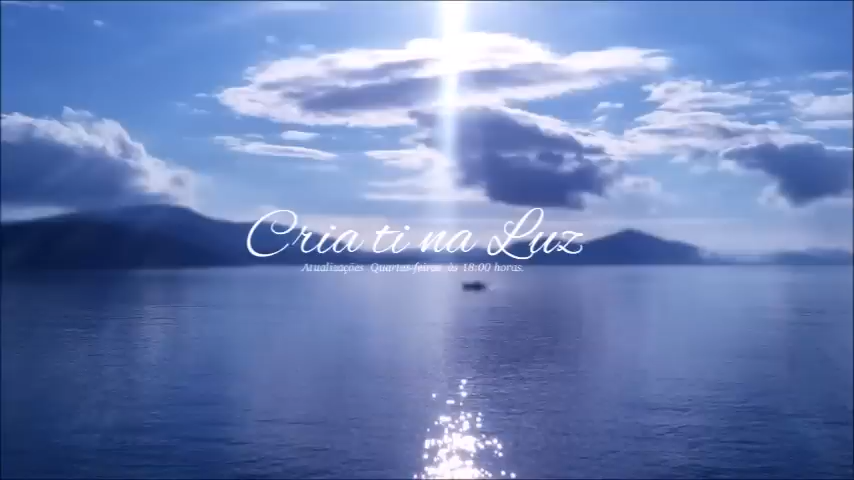 Cria ti na Luz
Atualizações Quartas-feiras às 18:00 horas.